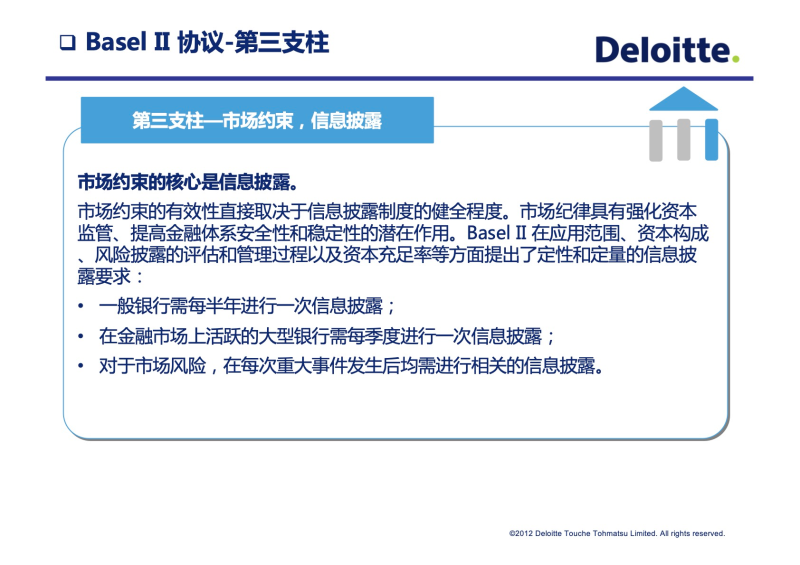 ❑ Basel II 协议-第三支柱
Deloitte.
第三支柱—市场约束，信息披露
市场约束的核心是信息披露。
市场约束的有效性直接取决于信息披露制度的健全程度。市场纪律具有强化资本
监管、提高金融体系安全性和稳定性的潜在作用。Basel II 在应用范围、资本构成
、风险披露的评估和管理过程以及资本充足率等方面提出了定性和定量的信息披
露要求：
• 一般银行需每半年进行一次信息披露；
• 在金融市场上活跃的大型银行需每季度进行一次信息披露；
• 对于市场风险，在每次重大事件发生后均需进行相关的信息披露。
©2012 Deloitte Touche Tohmatsu Limited. All rights reserved.